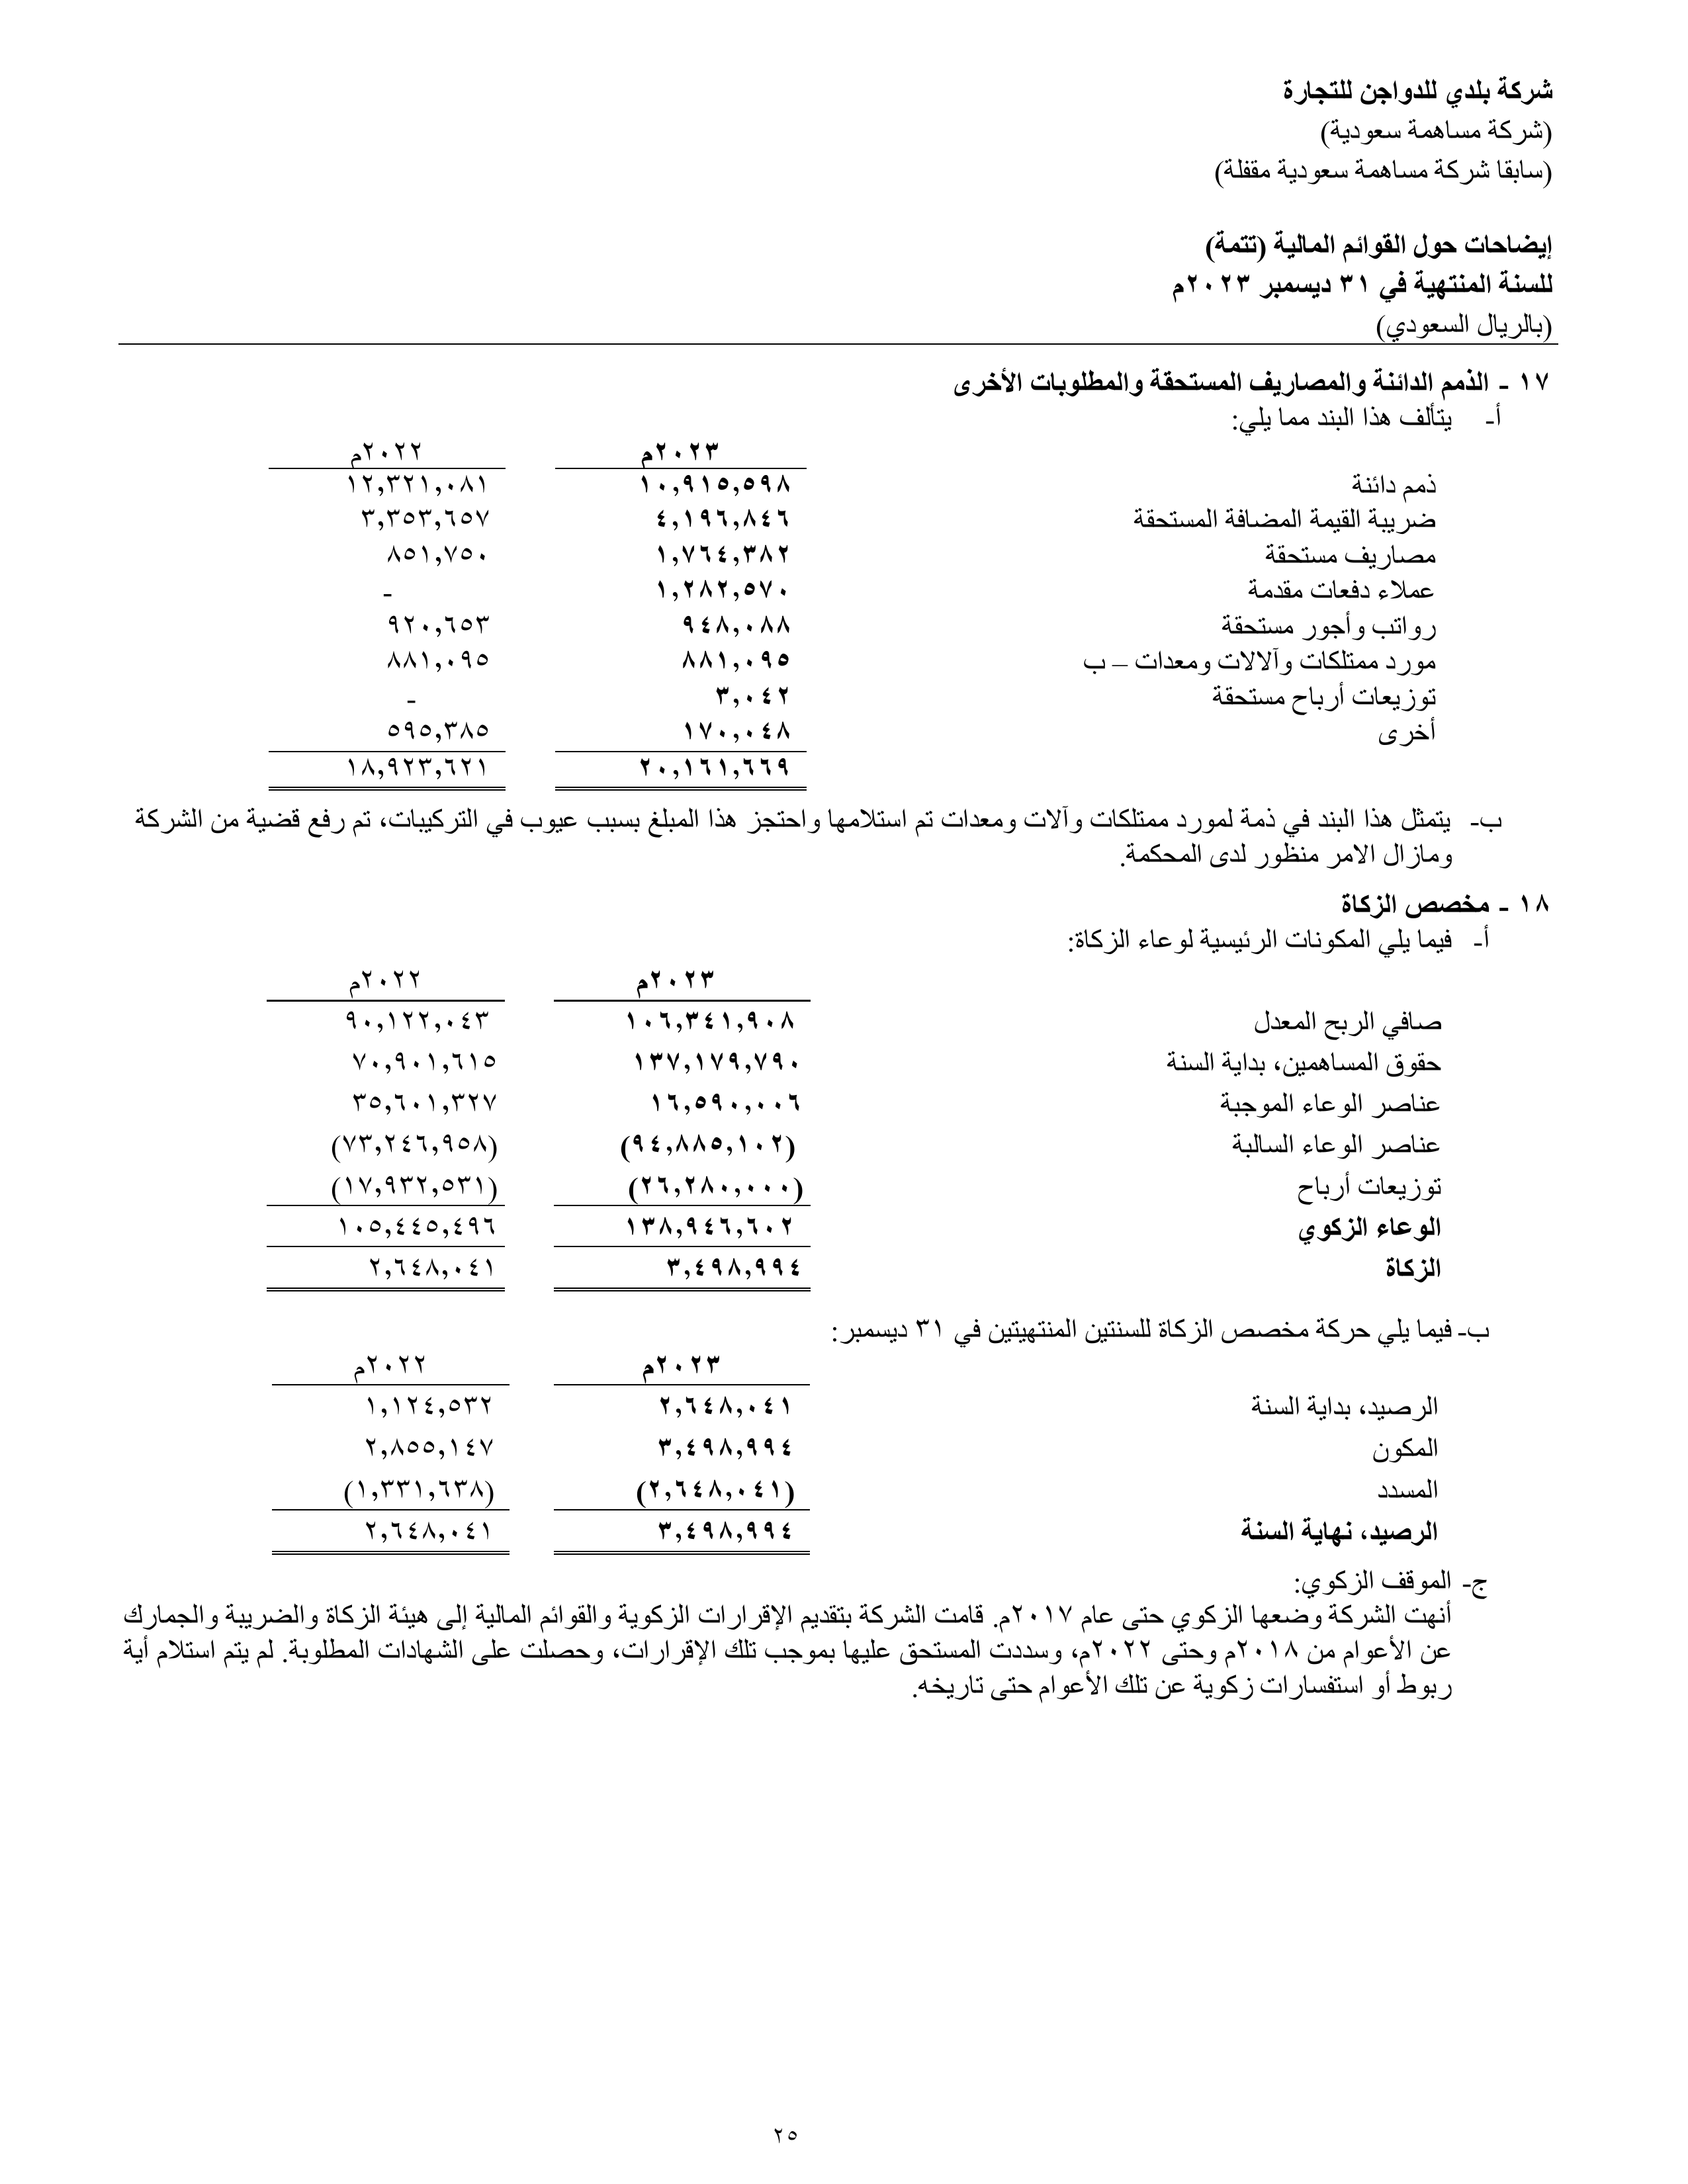 شركة بلدي للدواجن للتجارة
(شركة مساهمة سعودية)
(سابقا شركة مساهمة سعودية مقفلة)
إيضاحات حول القوائم المالية (تتمة)
للسنة المنتهية في ٣١ ديسمبر ٢٠٢٣م
(بالريال السعودي)
١٧ - الذمم الدائنة والمصاريف المستحقة والمطلوبات الأخرى
أ- يتألف هذا البند مما يلي:
٢٠٢٣م ٢٠٢٢م
ذمم دائنة ١٠,٩١٥,٥٩٨ ١٢,٣٢١,٠٨١
ضريبة القيمة المضافة المستحقة ٤,١٩٦,٨٤٦ ٣,٣٥٣,٦٥٧
مصاريف مستحقة ١,٧٦٤,٣٨٢ ٨٥١,٧٥٠
عملاء دفعات مقدمة ١,٢٨٢,٥٧٠ -
رواتب وأجور مستحقة ٩٤٨,٠٨٨ ٩٢٠,٦٥٣
مورد ممتلكات وآلالات ومعدات – ب ٨٨١,٠٩٥ ٨٨١,٠٩٥
توزيعات أرباح مستحقة ٣,٠٤٢ -
أخرى ١٧٠,٠٤٨ ٥٩٥,٣٨٥
٢٠,١٦١,٦٦٩ ١٨,٩٢٣,٦٢١
ب- يتمثل هذا البند في ذمة لمورد ممتلكات وآلات ومعدات تم استلامها واحتجز هذا المبلغ بسبب عيوب في التركيبات، تم رفع قضية من الشركة
ومازال الامر منظور لدى المحكمة.
١٨ - مخصص الزكاة
أ- فيما يلي المكونات الرئيسية لوعاء الزكاة:
٢٠٢٣م ٢٠٢٢م
صافي الربح المعدل ١٠٦,٣٤١,٩٠٨ ٩٠,١٢٢,٠٤٣
حقوق المساهمين، بداية السنة ١٣٧,١٧٩,٧٩٠ ٧٠,٩٠١,٦١٥
عناصر الوعاء الموجبة ١٦,٥٩٠,٠٠٦ ٣٥,٦٠١,٣٢٧
عناصر الوعاء السالبة (٩٤,٨٨٥,١٠٢) (٧٣,٢٤٦,٩٥٨)
توزيعات أرباح (٢٦,٢٨٠,٠٠٠) (١٧,٩٣٢,٥٣١)
الوعاء الزكوي ١٣٨,٩٤٦,٦٠٢ ١٠٥,٤٤٥,٤٩٦
الزكاة ٣,٤٩٨,٩٩٤ ٢,٦٤٨,٠٤١
ب- فيما يلي حركة مخصص الزكاة للسنتين المنتهيتين في ٣١ ديسمبر:
٢٠٢٣م ٢٠٢٢م
الرصيد، بداية السنة ٢,٦٤٨,٠٤١ ١,١٢٤,٥٣٢
المكون ٣,٤٩٨,٩٩٤ ٢,٨٥٥,١٤٧
المسدد (٢,٦٤٨,٠٤١) (١,٣٣١,٦٣٨)
الرصيد، نهاية السنة ٣,٤٩٨,٩٩٤ ٢,٦٤٨,٠٤١
ج- الموقف الزكوي:
أنهت الشركة وضعها الزكوي حتى عام ٢٠١٧م. قامت الشركة بتقديم الإقرارات الزكوية والقوائم المالية إلى هيئة الزكاة والضريبة والجمارك
عن الأعوام من ٢٠١٨م وحتى ٢٠٢٢م، وسددت المستحق عليها بموجب تلك الإقرارات، وحصلت على الشهادات المطلوبة. لم يتم استلام أية
ربوط أو استفسارات زكوية عن تلك الأعوام حتى تاريخه.
٢٥